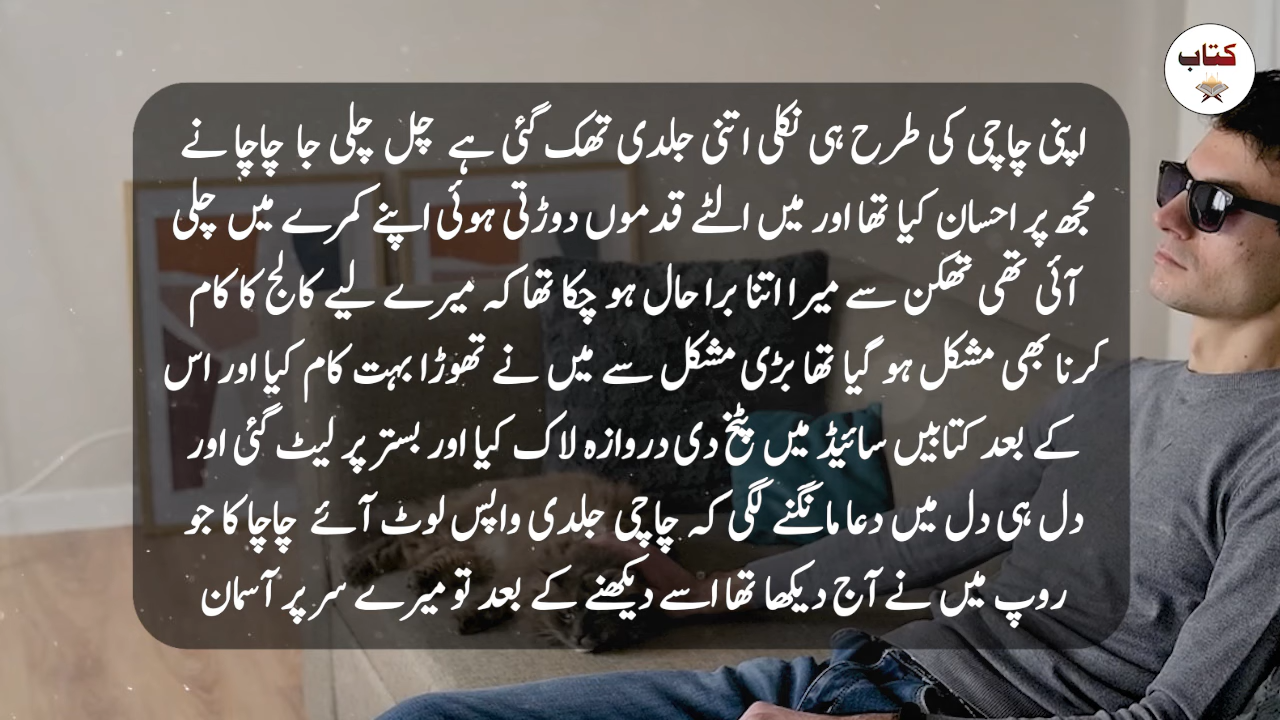 کتاب
اپنی چاچی کی طرح ہی نکلی اتنی جلدی تھک گئی ہے چل چلی جا چاچا نے
مجھ پر احسان کیا تھا اور میں الٹے قدموں دوڑتی ہوئی اپنے کمرے میں چلی
آئی تھی تھکن سے میرا اتنا برا حال ہو چکا تھا کہ میرے لیے کالج کا کام
کرنا بھی مشکل ہو گیا تھا بڑی مشکل سے میں نے تھوڑا بہت کام کیا اور اس
کے بعد کتابیں سائیڈ میں پٹخ دی دروازہ لاک کیا اور بستر پر لیٹ گئی اور
دل ہی دل میں دعا مانگنے لگی کہ چاچی جلدی واپس لوٹ آئے چاچا کا جو
روپ میں نے آج دیکھا تھا اسے دیکھنے کے بعد تو میرے سر پر آسمان